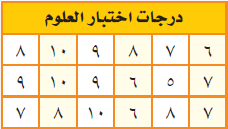 درجات اختبار العلوم
٦ ٧ ٨ ٩ ١٠ ٨
٧ ٥ ٦ ٩ ١٠ ٩
٧ ٨ ٦ ١٠ ٨ ٧